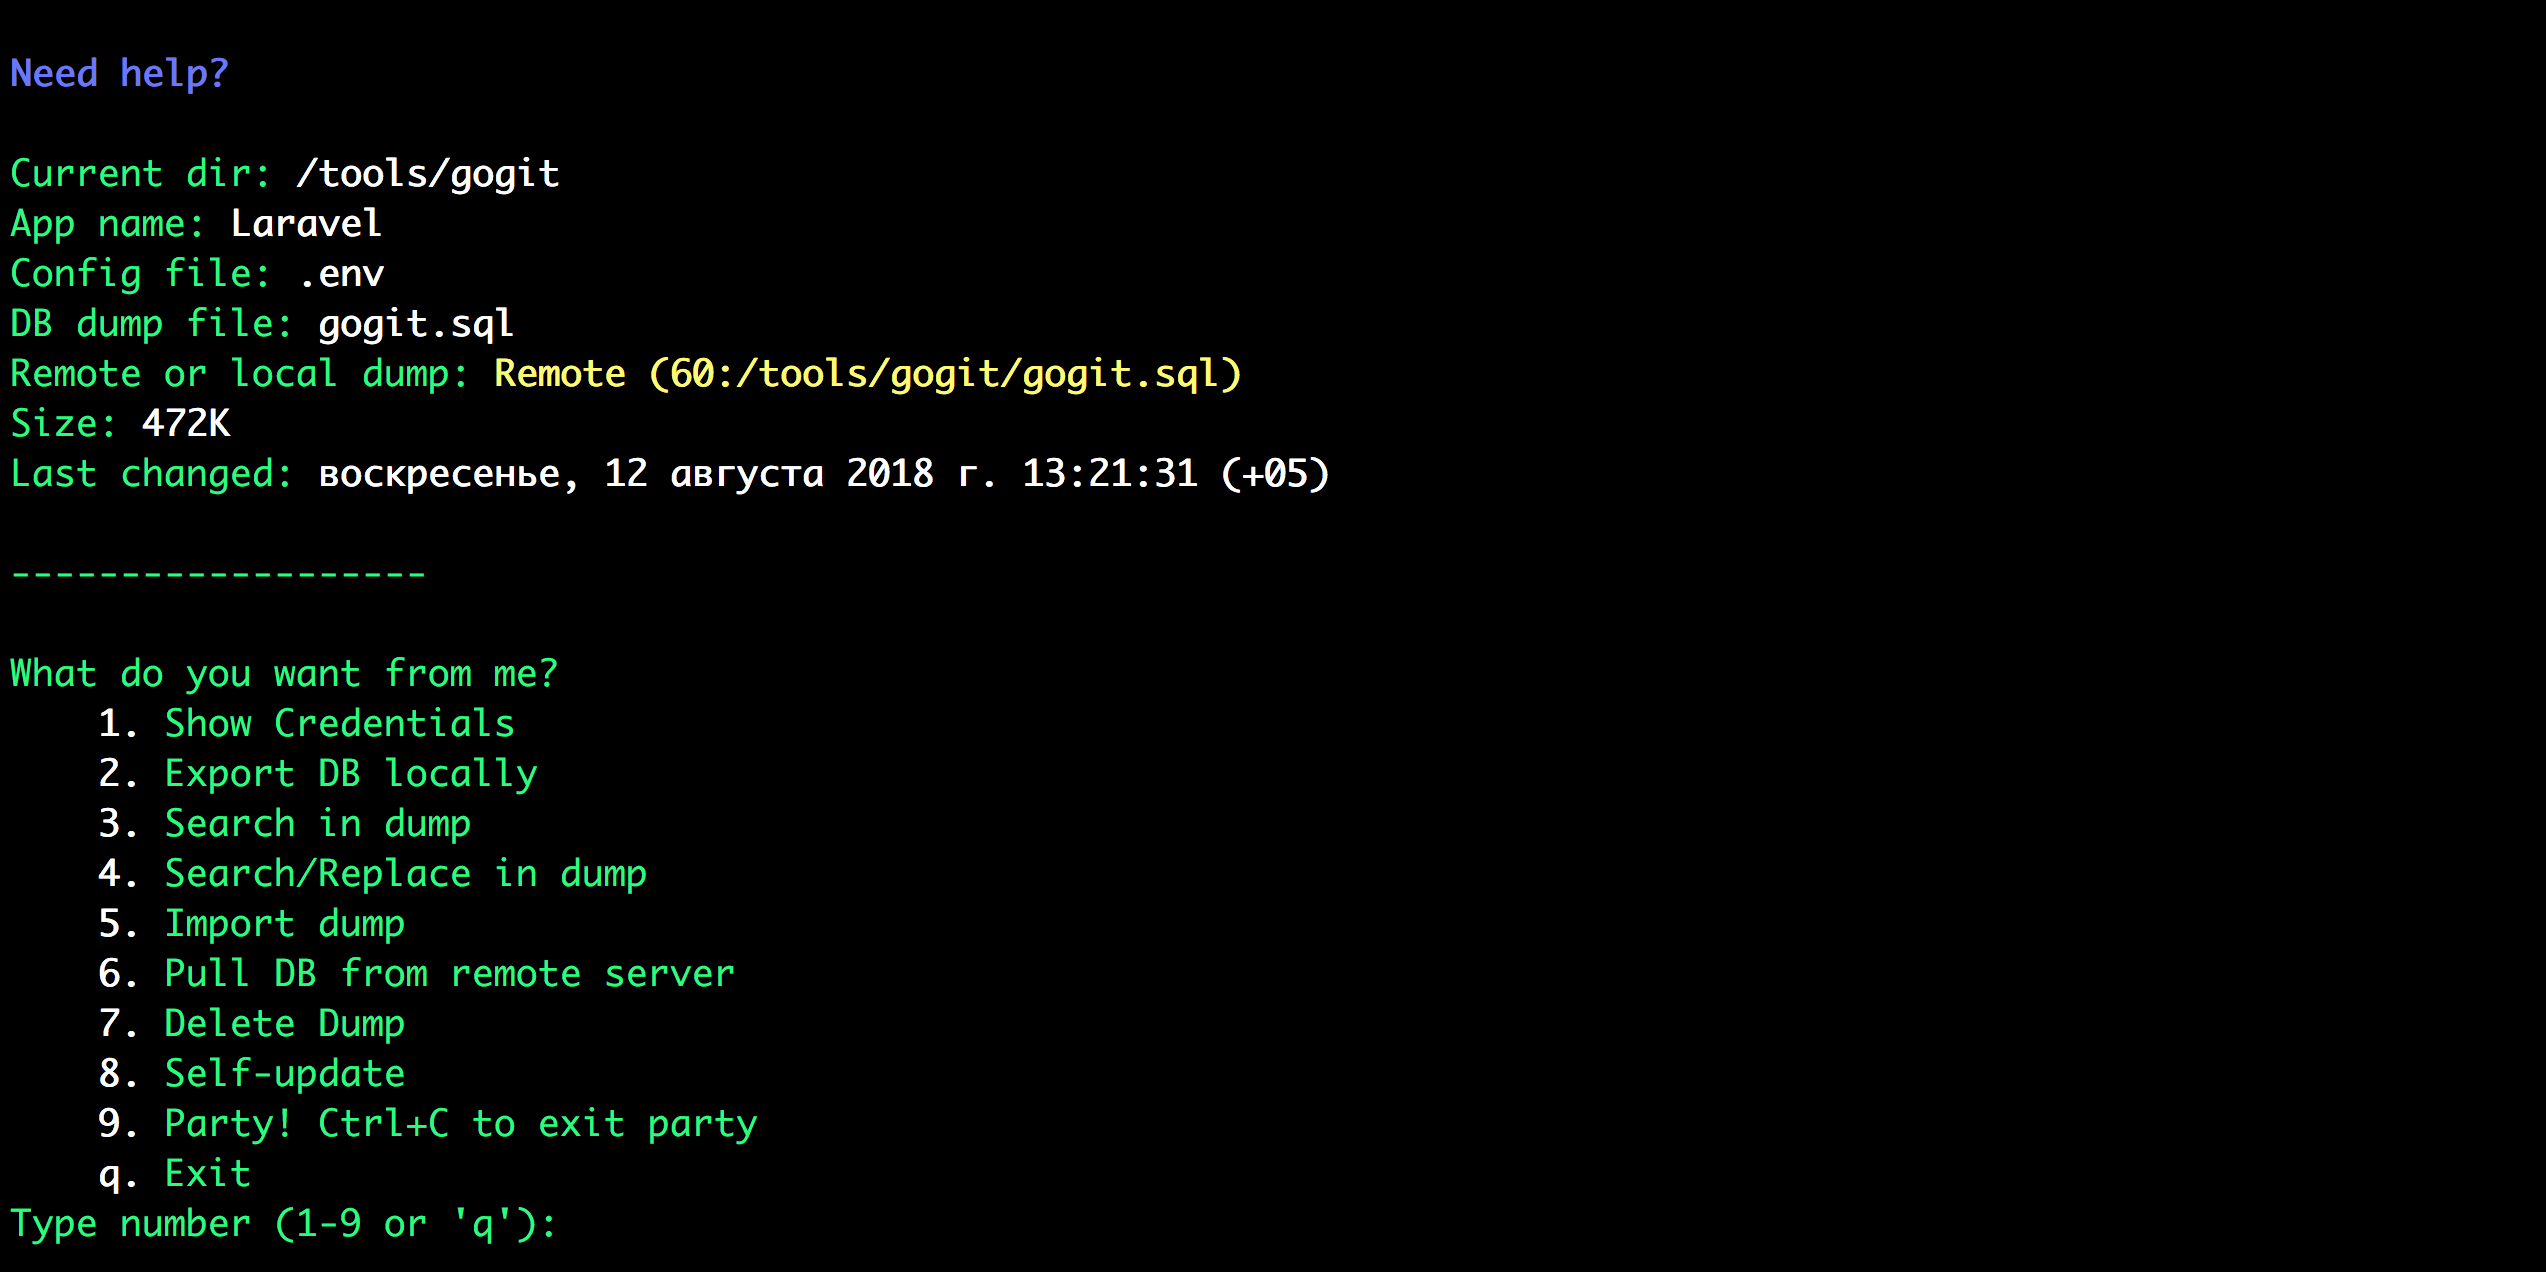 Need help?
Current dir: /tools/gogit
App name: Laravel
Config file: .env
DB dump file: gogit.sql
Remote or local dump: Remote (60:/tools/gogit/gogit.sql)
Size: 472K
Last changed: воскресенье, 12 августа 2018 г. 13:21:31 (+05)
-------------------
What do you want from me?
1. Show Credentials
2. Export DB locally
3. Search in dump
4. Search/Replace in dump
5. Import dump
6. Pull DB from remote server
7. Delete Dump
8. Self-update
9. Party! Ctrl+C to exit party
q. Exit
Type number (1-9 or 'q'):